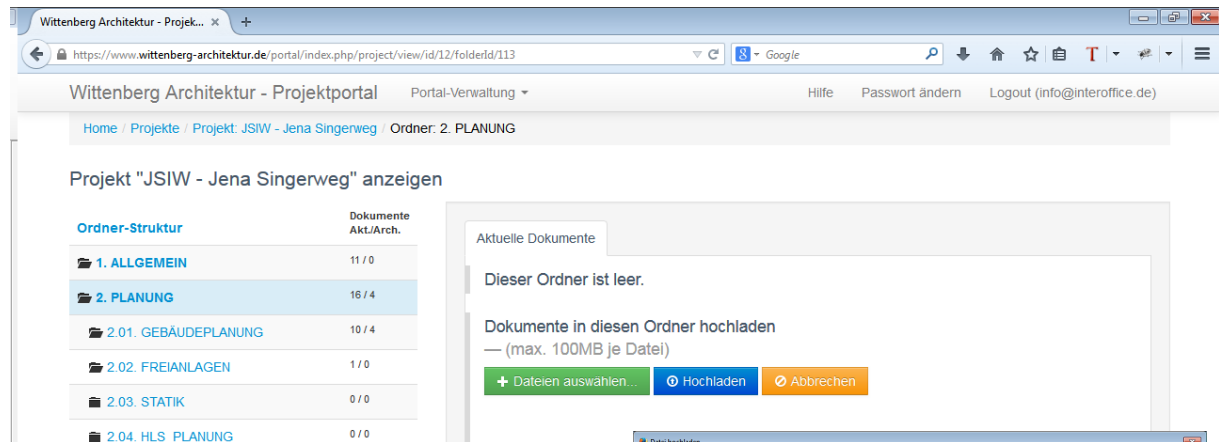 Wittenberg Architektur - Projek... × +
https://www.wittenberg-architektur.de/portal/index.php/project/view/id/12/folderId/113
8 Google
T
Wittenberg Architektur - Projektportal Portal-Verwaltung Hilfe Passwort ändern Logout (info@interoffice.de)
Home / Projekte / Projekt: JSIW - Jena Singerweg / Ordner: 2. PLANUNG
Projekt "JSIW - Jena Singerweg" anzeigen
Ordner-Struktur
Dokumente
Akt./Arch.
1. ALLGEMEIN 11 / 0
2. PLANUNG 16 / 4
2.01. GEBÄUDEPLANUNG 10 / 4
2.02. FREIANLAGEN 1 / 0
2.03. STATIK 0 / 0
2.04. HLS_PLANUNG 0 / 0
Aktuelle Dokumente
Dieser Ordner ist leer.
Dokumente in diesen Ordner hochladen
— (max. 100MB je Datei)
+ Dateien auswählen... Hochladen Abbrechen
Datei hochladen